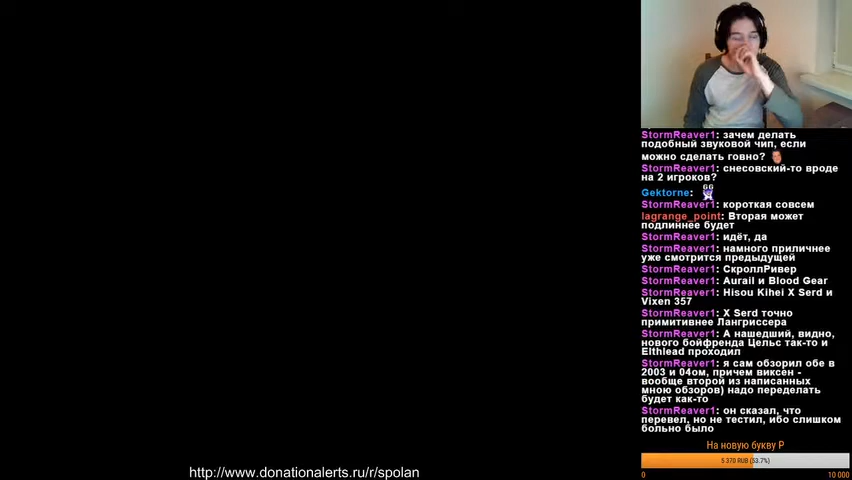 StormReaver1: зачем делать
подобный звуковой чип, если
можно сделать говно?
StormReaver1: снесовский-то вроде
на 2 игроков?
Gektorne:
GG
StormReaver1: короткая совсем
lagrange_point: Вторая может
подлиннее будет
StormReaver1: идёт, да
StormReaver1: намного приличнее
уже смотрится предыдущей
StormReaver1: СкроллРивер
StormReaver1: Aurail и Blood Gear
StormReaver1: Hisou Kihei X Serd и
Vixen 357
StormReaver1: X Serd точно
примитивнее Лангриссера
StormReaver1: А нашедший, видно,
нового бойфренда Цельс так-то и
Elthlead проходил
StormReaver1: я сам обзорил обе в
2003 и 04ом, причем виксен -
вообще второй из написанных
мною обзоров) надо переделать
будет как-то
StormReaver1: он сказал, что
перевел, но не тестил, ибо слишком
больно было
На новую букву Р
5 370 RUB (53.7%)
0 10 000
http://www.donationalerts.ru/r/spolan